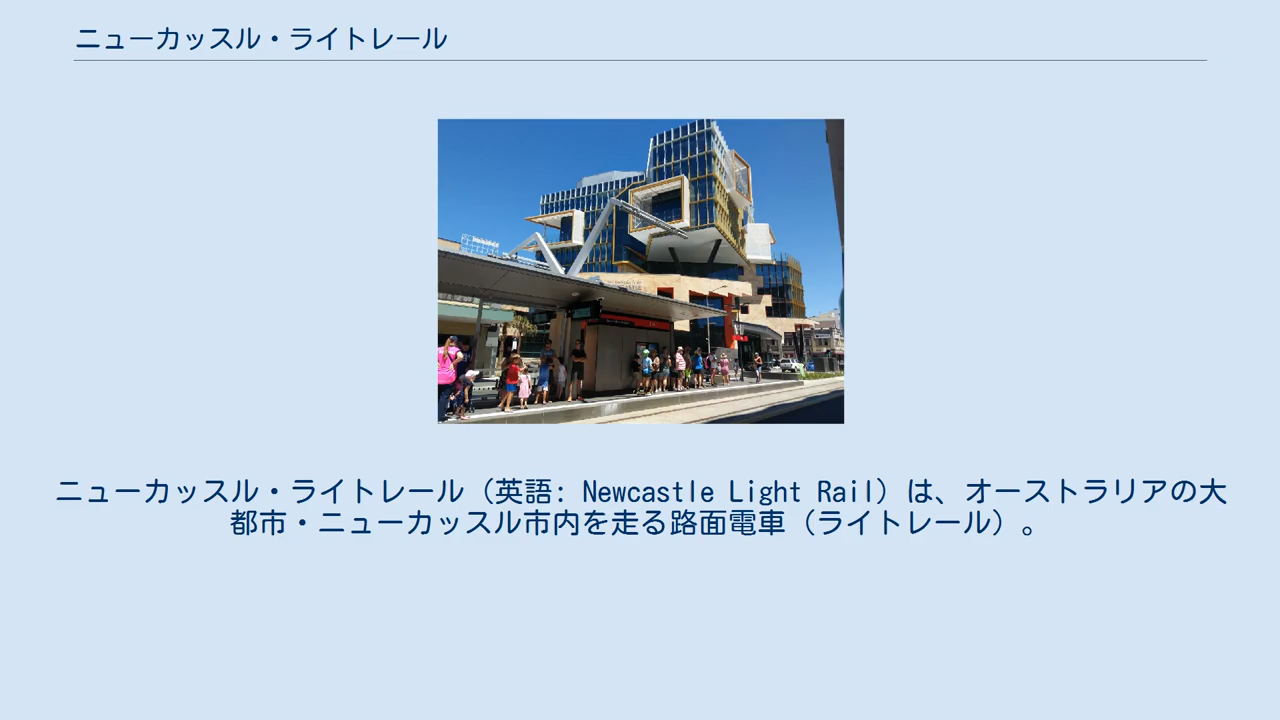 ニューカッスル・ライトレール
ニューカッスル・ライトレール（英語: Newcastle Light Rail）は、オーストラリアの大
都市・ニューカッスル市内を走る路面電車（ライトレール）。